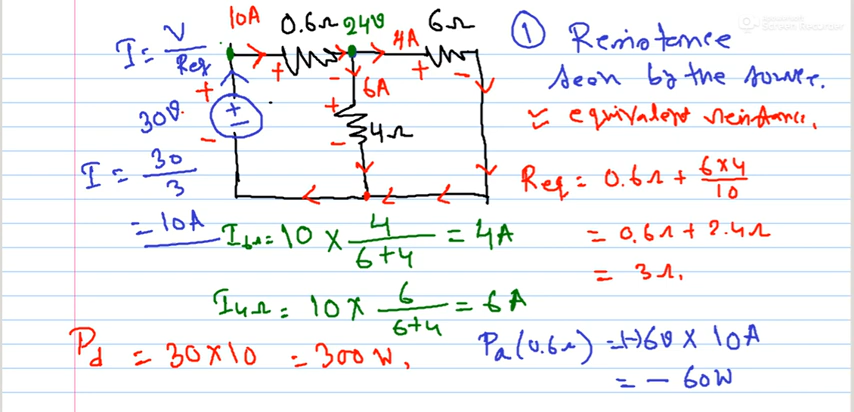 10A 0.6Ω 24V 6Ω
4A
I = V/Req
+ - + -
6A
30V
+ -
4Ω
I = 30/3
= 10A
I6Ω = 10 × 4/(6+4) = 4A
I4Ω = 10 × 6/(6+4) = 6A
Pd = 30×10 = 300W,
① Resistance
seen by the source.
≈ equivalent resistance.
Req = 0.6Ω + 6×4/10
= 0.6Ω + 2.4Ω
= 3Ω.
Pa(0.6Ω) = (-)6V × 10A
= - 60W